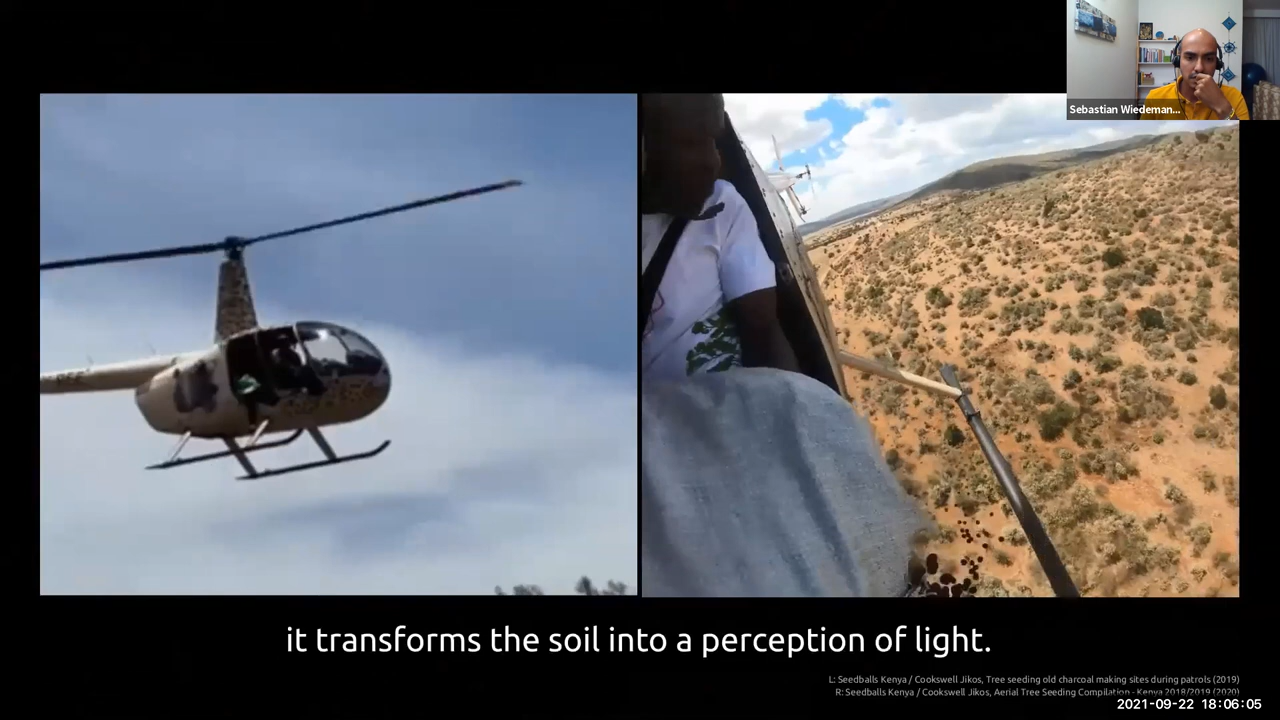 Sebastian Wiedeman...
it transforms the soil into a perception of light.
L: Seedballs Kenya / Cookswell Jikos, Tree seeding old charcoal making sites during patrols (2019)
R: Seedballs Kenya / Cookswell Jikos, Aerial Tree Seeding Compilation - Kenya 2018/2019 (2020)
2021-09-22 18:06:05